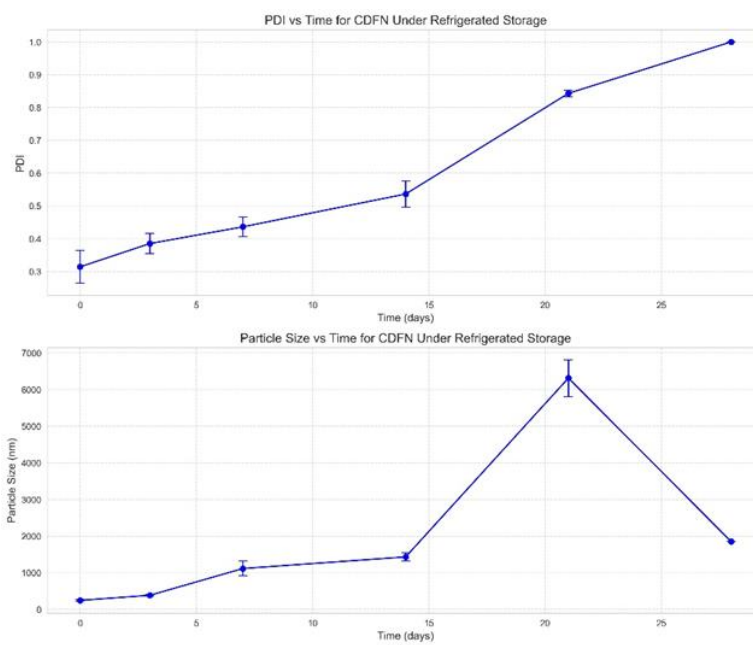 PDI vs Time for CDFN Under Refrigerated Storage
1.0
0.9
0.8
0.7
0.6
0.5
0.4
0.3
PDI
0 5 10 15 20 25
Time (days)
Particle Size vs Time for CDFN Under Refrigerated Storage
7000
6000
5000
4000
3000
2000
1000
0
Particle Size (nm)
0 5 10 15 20 25
Time (days)